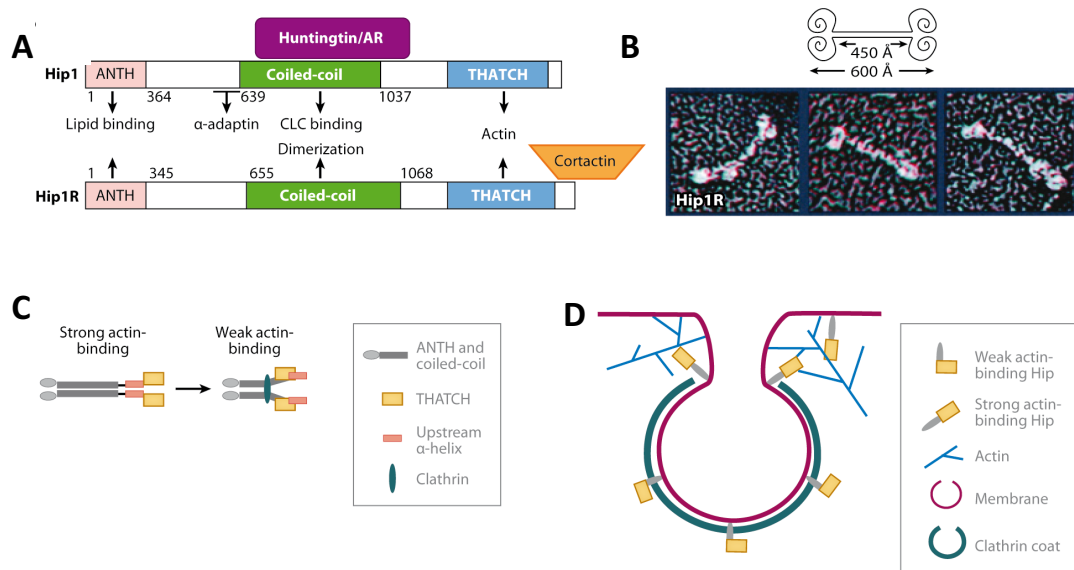 A
Huntingtin/AR
Hip1
ANTH
Coiled-coil
THATCH
1
364
639
1037
Lipid binding
α-adaptin
CLC binding
Dimerization
Actin
Cortactin
1
345
655
1068
Hip1R
ANTH
Coiled-coil
THATCH
B
450 Å
600 Å
Hip1R
C
Strong actin-
binding
Weak actin-
binding
ANTH and
coiled-coil
THATCH
Upstream
α-helix
Clathrin
D
Weak actin-
binding Hip
Strong actin-
binding Hip
Actin
Membrane
Clathrin coat